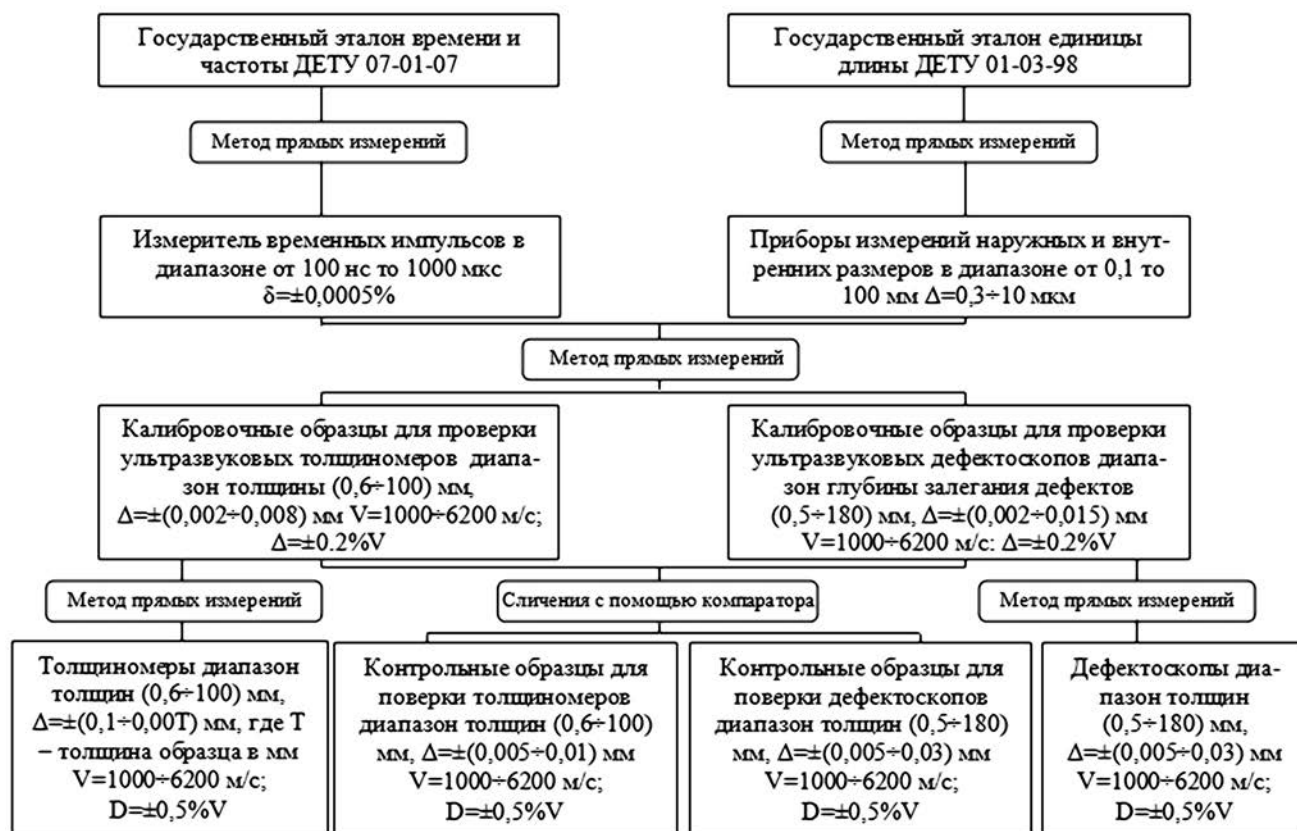 Государственный эталон времени и
частоты ДЕТУ 07-01-07
Государственный эталон единицы
длины ДЕТУ 01-03-98
Метод прямых измерений
Метод прямых измерений
Измеритель временных импульсов в
диапазоне от 100 нс то 1000 мкс
δ=±0,0005%
Приборы измерений наружных и внут-
ренних размеров в диапазоне от 0,1 то
100 мм Δ=0,3÷10 мкм
Метод прямых измерений
Калибровочные образцы для проверки
ультразвуковых толщиномеров диапа-
зон толщины (0,6÷100) мм,
Δ=±(0,002÷0,008) мм V=1000÷6200 м/с;
Δ=±0.2%V
Калибровочные образцы для проверки
ультразвуковых дефектоскопов диапа-
зон глубины залегания дефектов
(0,5÷180) мм, Δ=±(0,002÷0,015) мм
V=1000÷6200 м/с: Δ=±0.2%V
Метод прямых измерений
Сличения с помощью компаратора
Метод прямых измерений
Толщиномеры диапазон
толщин (0,6÷100) мм,
Δ=±(0,1÷0,00T) мм, где T
– толщина образца в мм
V=1000÷6200 м/с;
D=±0,5%V
Контрольные образцы для
поверки толщиномеров
диапазон толщин (0,6÷100)
мм, Δ=±(0,005÷0,01) мм
V=1000÷6200 м/с;
D=±0,5%V
Контрольные образцы для
поверки дефектоскопов
диапазон толщин (0,5÷180)
мм, Δ=±(0,005÷0,03) мм
V=1000÷6200 м/с;
D=±0,5%V
Дефектоскопы диа-
пазон толщин
(0,5÷180) мм,
Δ=±(0,005÷0,03) мм
V=1000÷6200 м/с;
D=±0,5%V